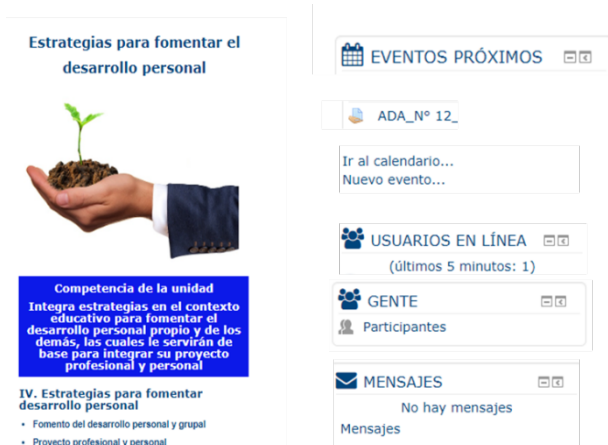 Estrategias para fomentar el
desarrollo personal
Competencia de la unidad
Integra estrategias en el contexto
educativo para fomentar el
desarrollo personal propio y de los
demás, las cuales le servirán de
base para integrar su proyecto
profesional y personal
IV. Estrategias para fomentar
desarrollo personal
• Fomento del desarrollo personal y grupal
• Proyecto profesional y personal
EVENTOS PRÓXIMOS
ADA_N° 12_
Ir al calendario...
Nuevo evento...
USUARIOS EN LÍNEA
(últimos 5 minutos: 1)
GENTE
Participantes
MENSAJES
No hay mensajes
Mensajes